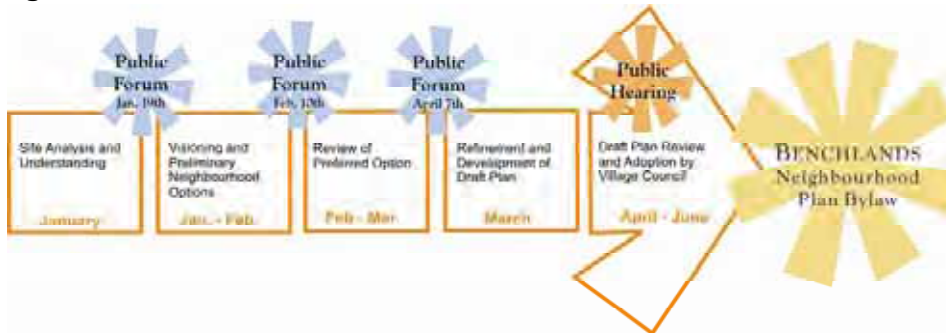 Public
Forum
Jan. 19th
Public
Forum
Feb. 10th
Public
Forum
April 7th
Public
Hearing
Site Analysis and
Understanding
January
Visioning and
Preliminary
Neighbourhood
Options
Jan. - Feb.
Review of
Preferred Option
Feb - Mar
Refinement and
Development of
Draft Plan
March
Draft Plan Review
and Adoption by
Village Council
April - June
BENCHLANDS
Neighbourhood
Plan Bylaw